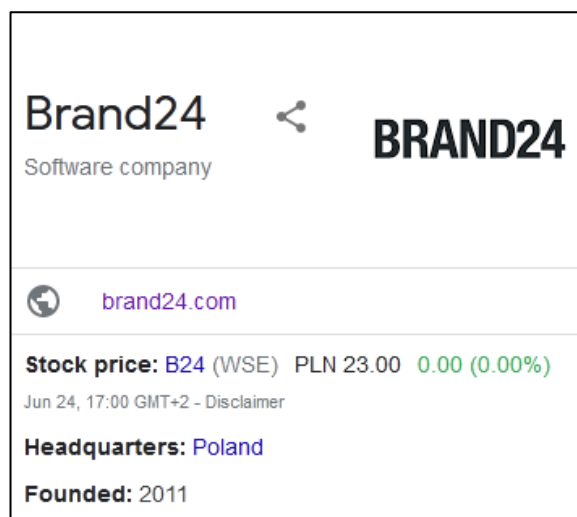 Brand24
BRAND24
Software company
brand24.com
Stock price: B24 (WSE) PLN 23.00 0.00 (0.00%)
Jun 24, 17:00 GMT+2 - Disclaimer
Headquarters: Poland
Founded: 2011